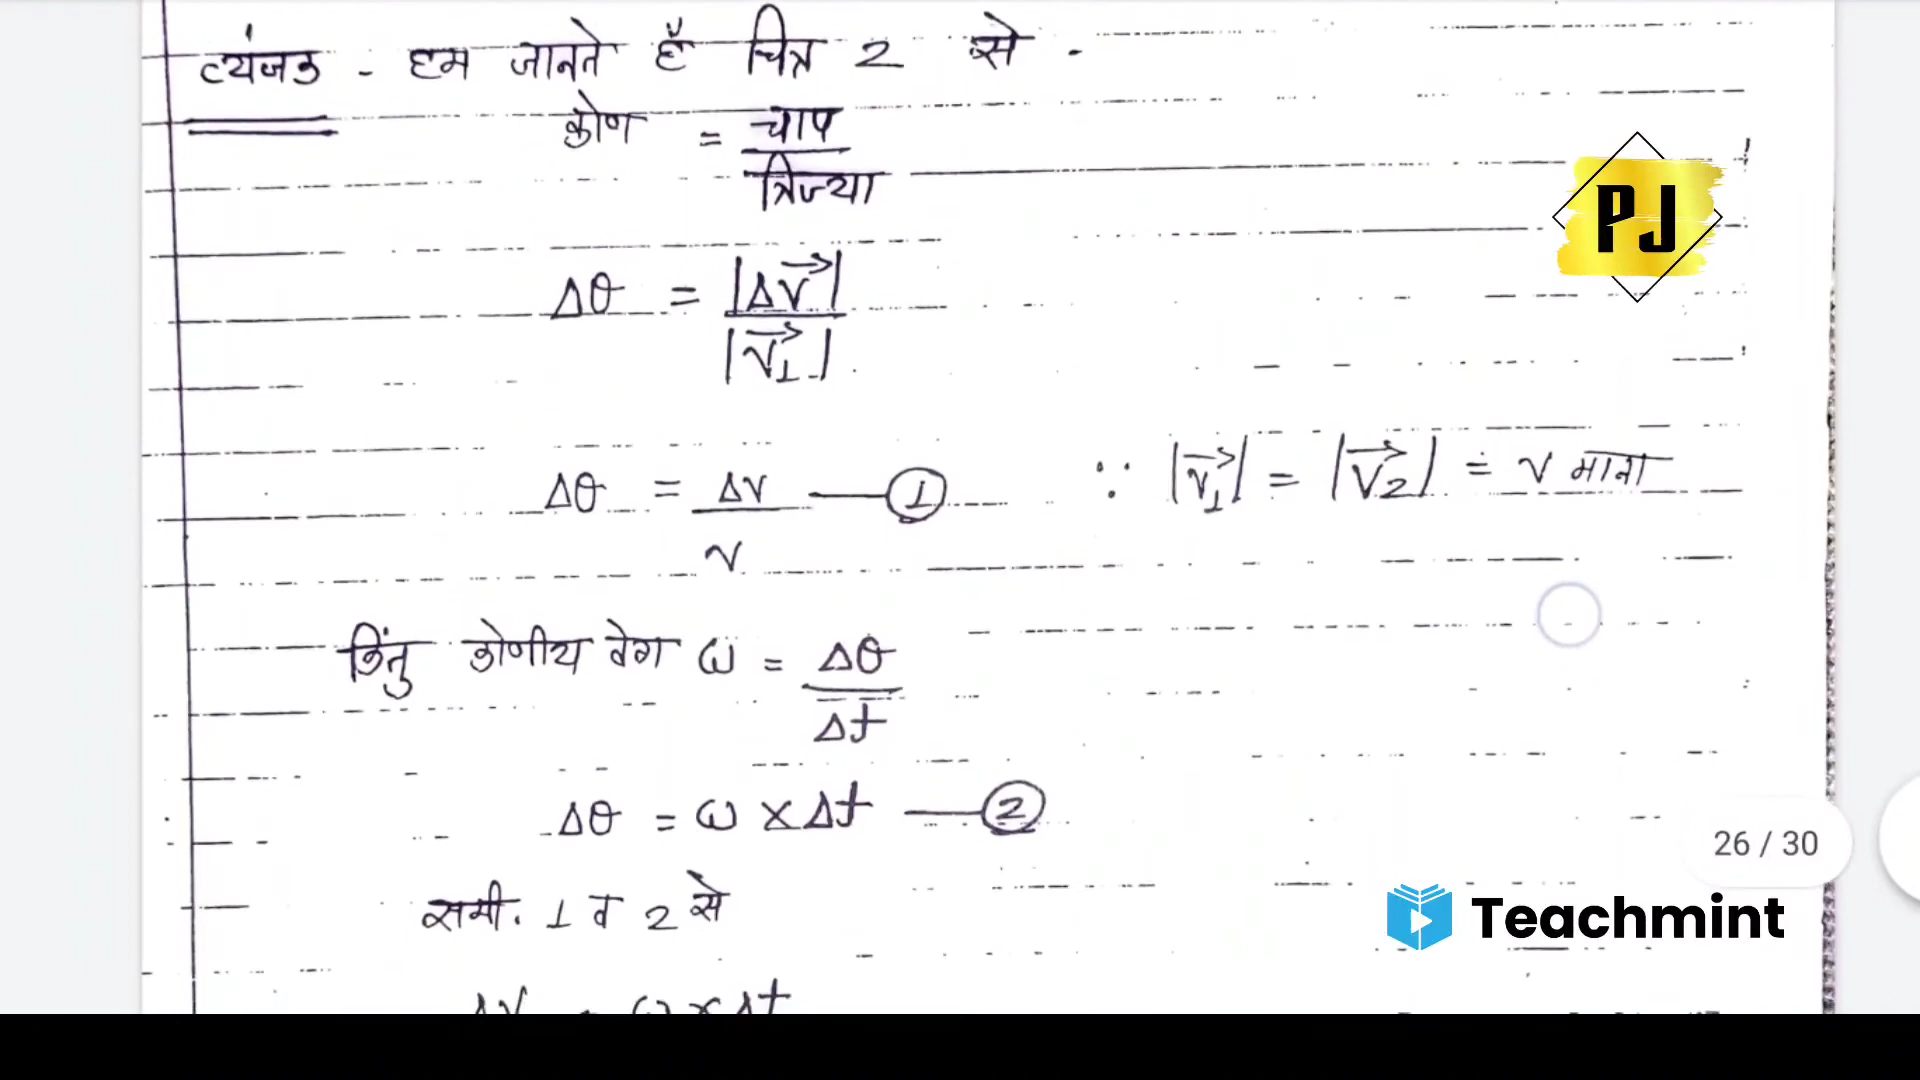 व्यंजक - हम जानते हैं चित्र 2 से -
कोण = चाप / त्रिज्या
PJ
Δθ = |Δv⃗| / |v⃗₁|
Δθ = Δv / v —— ① ∵ |v⃗₁| = |v⃗₂| = v माना
किंतु कोणीय वेग ω = Δθ / Δt
Δθ = ω × Δt —— ②
26 / 30
समी. 1 व 2 से
Teachmint